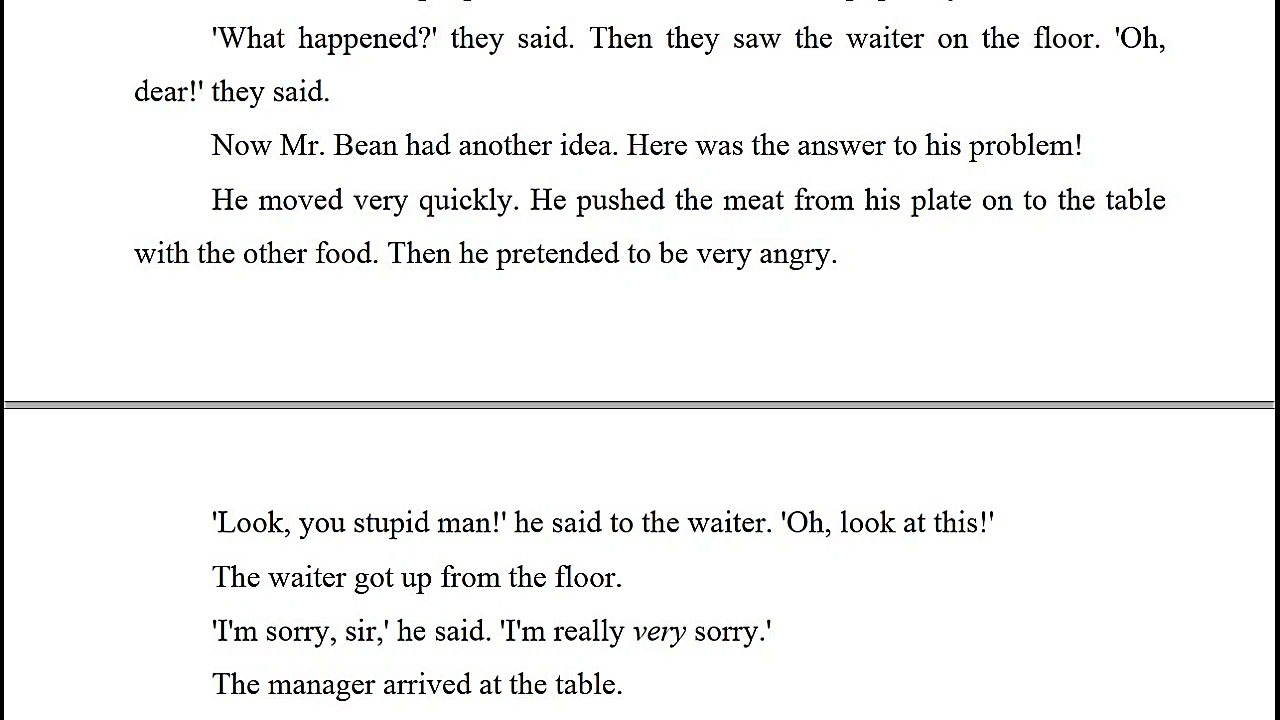 'What happened?' they said. Then they saw the waiter on the floor. 'Oh,
dear!' they said.
Now Mr. Bean had another idea. Here was the answer to his problem!
He moved very quickly. He pushed the meat from his plate on to the table
with the other food. Then he pretended to be very angry.
'Look, you stupid man!' he said to the waiter. 'Oh, look at this!'
The waiter got up from the floor.
'I'm sorry, sir,' he said. 'I'm really very sorry.'
The manager arrived at the table.